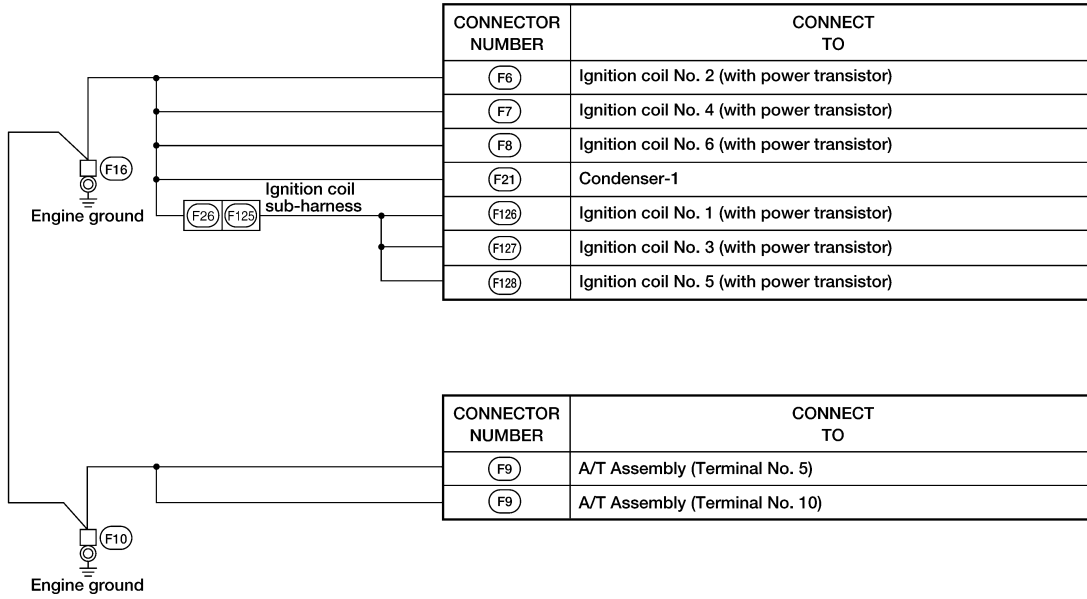 CONNECTOR NUMBER
CONNECT TO
F6
Ignition coil No. 2 (with power transistor)
F7
Ignition coil No. 4 (with power transistor)
F8
Ignition coil No. 6 (with power transistor)
F21
Condenser-1
F126
Ignition coil No. 1 (with power transistor)
F127
Ignition coil No. 3 (with power transistor)
F128
Ignition coil No. 5 (with power transistor)
F16
Engine ground
Ignition coil
sub-harness
F26
F125
CONNECTOR NUMBER
CONNECT TO
F9
A/T Assembly (Terminal No. 5)
F9
A/T Assembly (Terminal No. 10)
F10
Engine ground